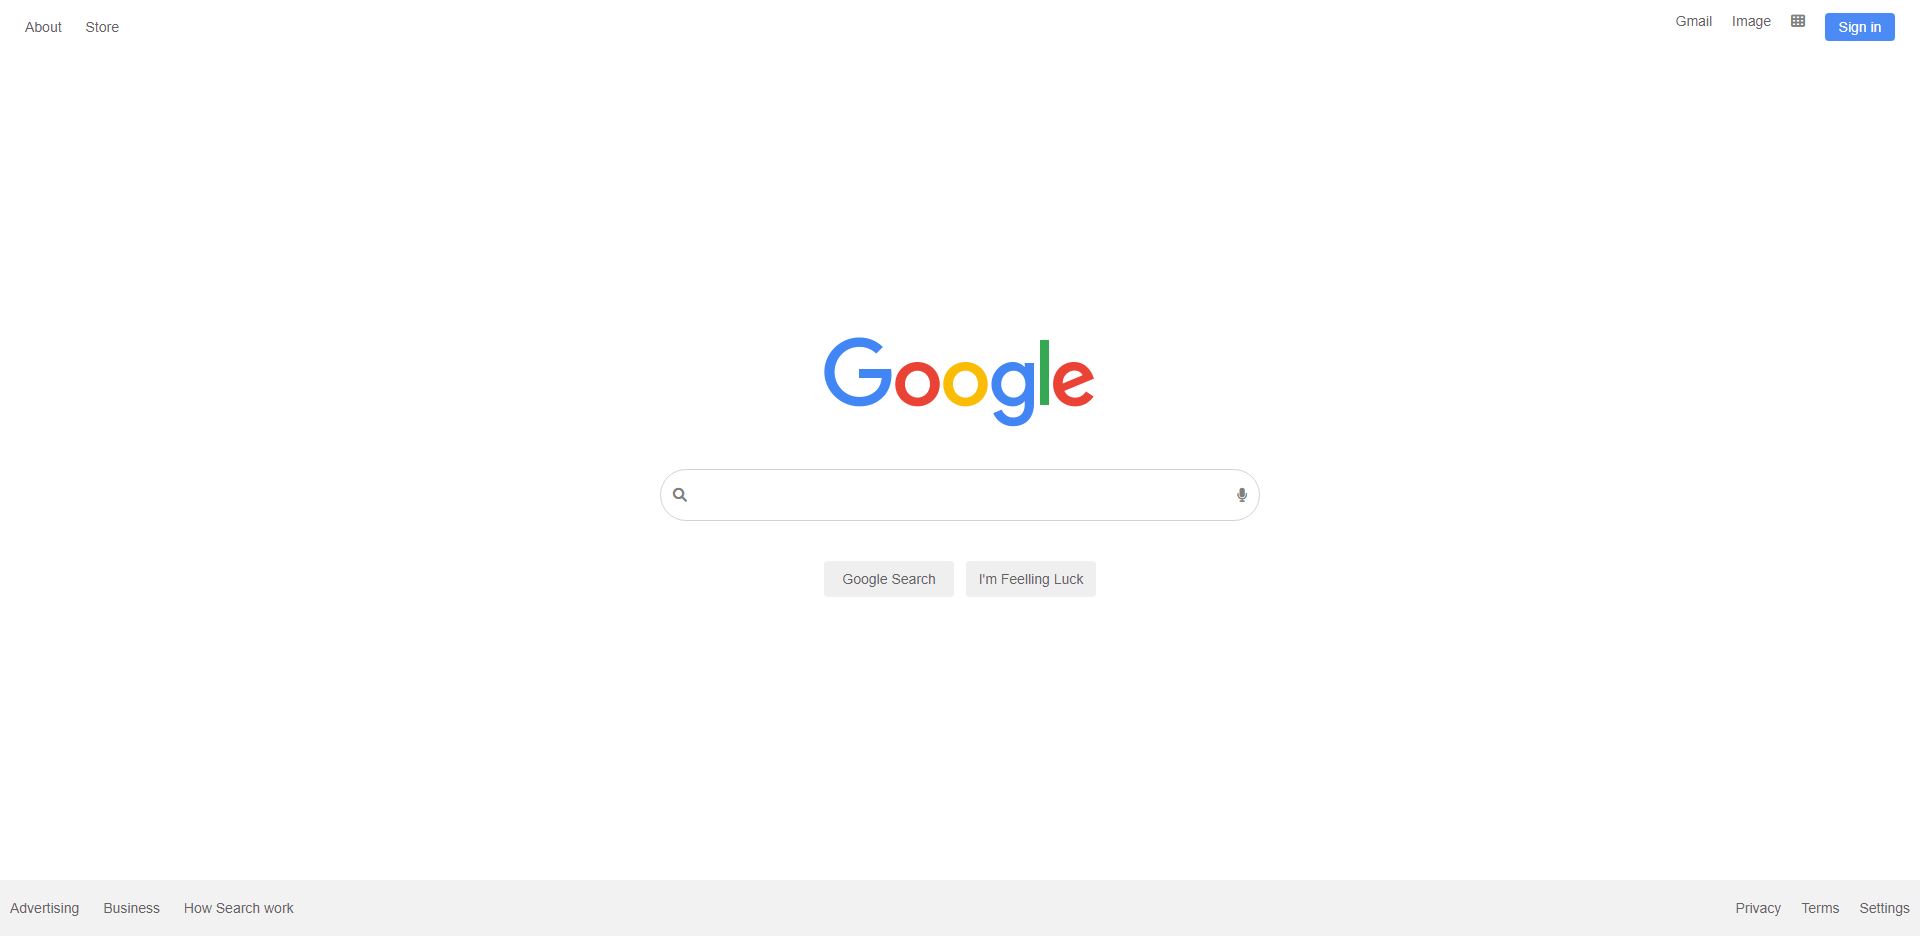 About Store Gmail Image Sign in
Google
Google Search I'm Feelling Luck
Advertising Business How Search work Privacy Terms Settings